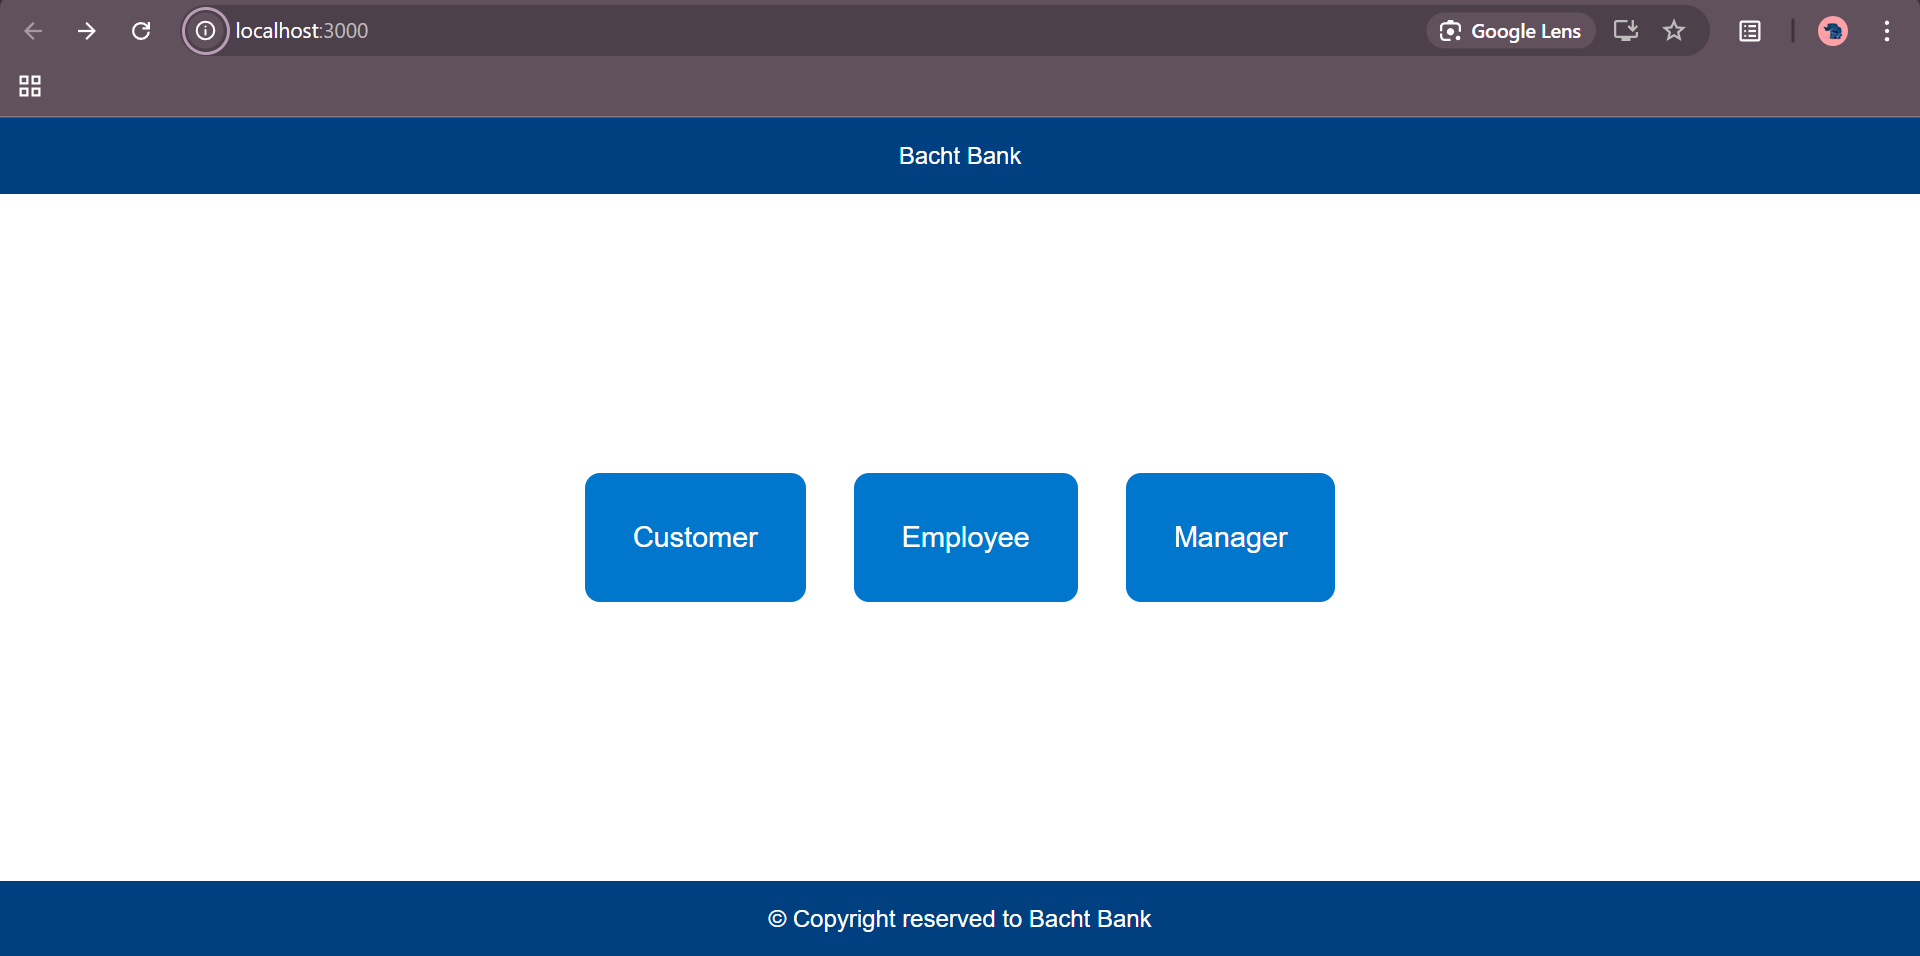 localhost:3000
Google Lens
Bacht Bank
Customer
Employee
Manager
© Copyright reserved to Bacht Bank